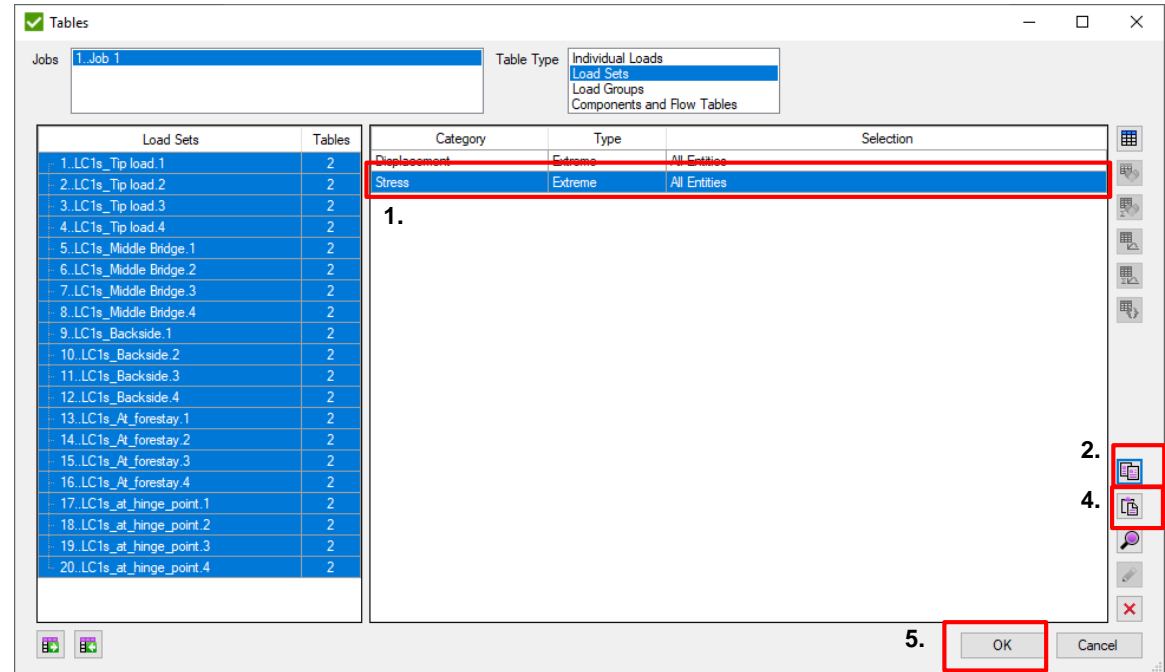 Tables
Jobs
1..Job 1
Table Type
Individual Loads
Load Sets
Load Groups
Components and Flow Tables
Load Sets Tables
1..LC1s_Tip load.1 2
2..LC1s_Tip load.2 2
3..LC1s_Tip load.3 2
4..LC1s_Tip load.4 2
5..LC1s_Middle Bridge.1 2
6..LC1s_Middle Bridge.2 2
7..LC1s_Middle Bridge.3 2
8..LC1s_Middle Bridge.4 2
9..LC1s_Backside.1 2
10..LC1s_Backside.2 2
11..LC1s_Backside.3 2
12..LC1s_Backside.4 2
13..LC1s_At_forestay.1 2
14..LC1s_At_forestay.2 2
15..LC1s_At_forestay.3 2
16..LC1s_At_forestay.4 2
17..LC1s_at_hinge_point.1 2
18..LC1s_at_hinge_point.2 2
19..LC1s_at_hinge_point.3 2
20..LC1s_at_hinge_point.4 2
Category Type Selection
Displacement Extreme All Entities
Stress Extreme All Entities
1.
2.
4.
5.
OK
Cancel